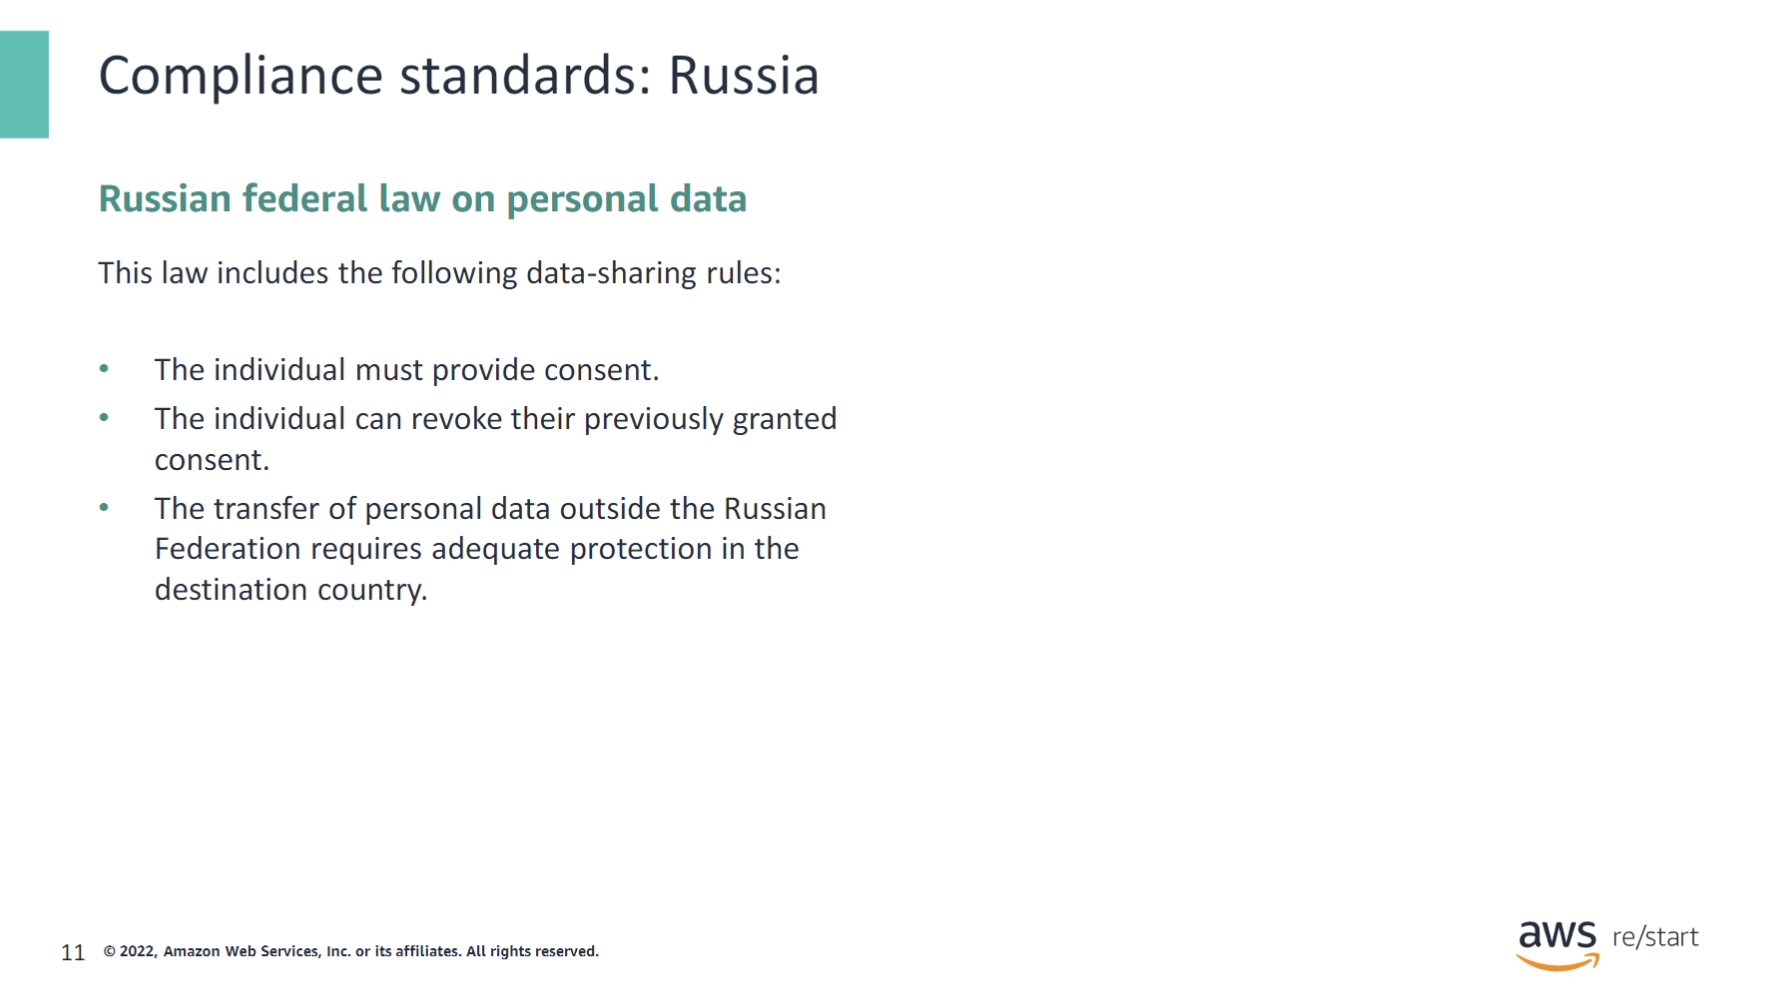 Compliance standards: Russia
Russian federal law on personal data
This law includes the following data-sharing rules:
• The individual must provide consent.
• The individual can revoke their previously granted
consent.
• The transfer of personal data outside the Russian
Federation requires adequate protection in the
destination country.
11 © 2022, Amazon Web Services, Inc. or its affiliates. All rights reserved.
aws re/start